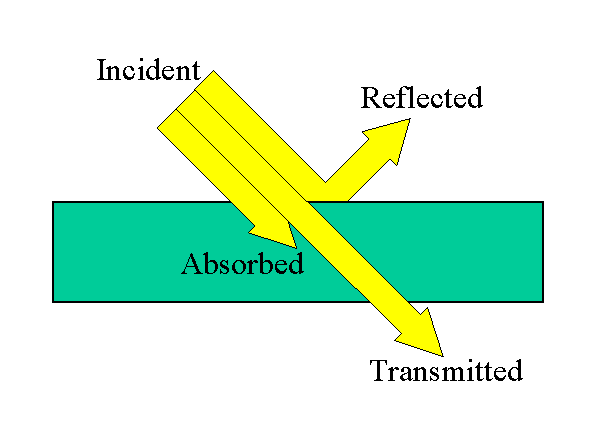 Incident
Reflected
Absorbed
Transmitted